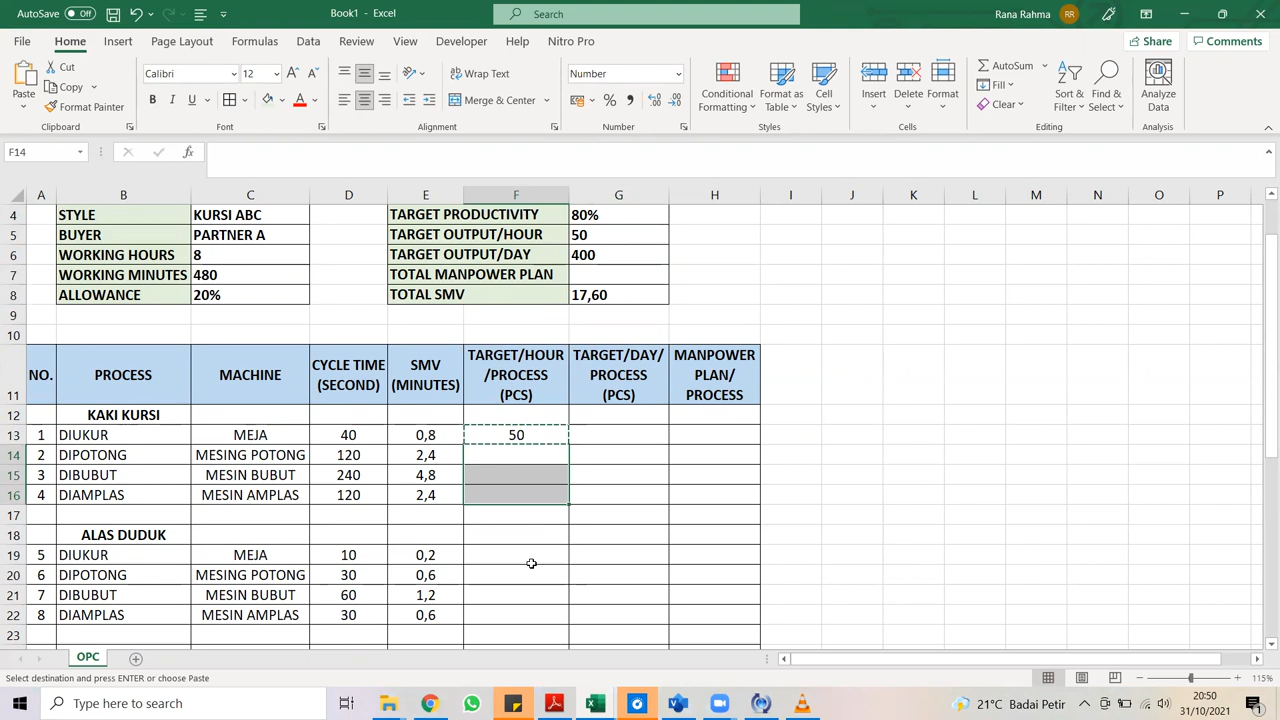 AutoSave Off Book1 - Excel Search Rana Rahma RR
File Home Insert Page Layout Formulas Data Review View Developer Help Nitro Pro Share Comments
Cut Calibri 12 Wrap Text Number AutoSum
Copy Fill
Paste Format Painter B I U Merge & Center Conditional Formatting Format as Table Cell Styles Insert Delete Format Clear Sort & Filter Find & Select Analyze Data
Clipboard Font Alignment Number Styles Cells Editing Analysis
F14 fx
A B C D E F G H I J K L M N O P
4 STYLE KURSI ABC TARGET PRODUCTIVITY 80%
5 BUYER PARTNER A TARGET OUTPUT/HOUR 50
6 WORKING HOURS 8 TARGET OUTPUT/DAY 400
7 WORKING MINUTES 480 TOTAL MANPOWER PLAN
8 ALLOWANCE 20% TOTAL SMV 17,60
9
10
11 NO. PROCESS MACHINE CYCLE TIME (SECOND) SMV (MINUTES) TARGET/HOUR /PROCESS (PCS) TARGET/DAY/ PROCESS (PCS) MANPOWER PLAN/ PROCESS
12 KAKI KURSI
13 1 DIUKUR MEJA 40 0,8 50
14 2 DIPOTONG MESING POTONG 120 2,4
15 3 DIBUBUT MESIN BUBUT 240 4,8
16 4 DIAMPLAS MESIN AMPLAS 120 2,4
17
18 ALAS DUDUK
19 5 DIUKUR MEJA 10 0,2
20 6 DIPOTONG MESING POTONG 30 0,6
21 7 DIBUBUT MESIN BUBUT 60 1,2
22 8 DIAMPLAS MESIN AMPLAS 30 0,6
23
OPC
Select destination and press ENTER or choose Paste 115%
Type here to search 21°C Badai Petir 20:50
31/10/2021